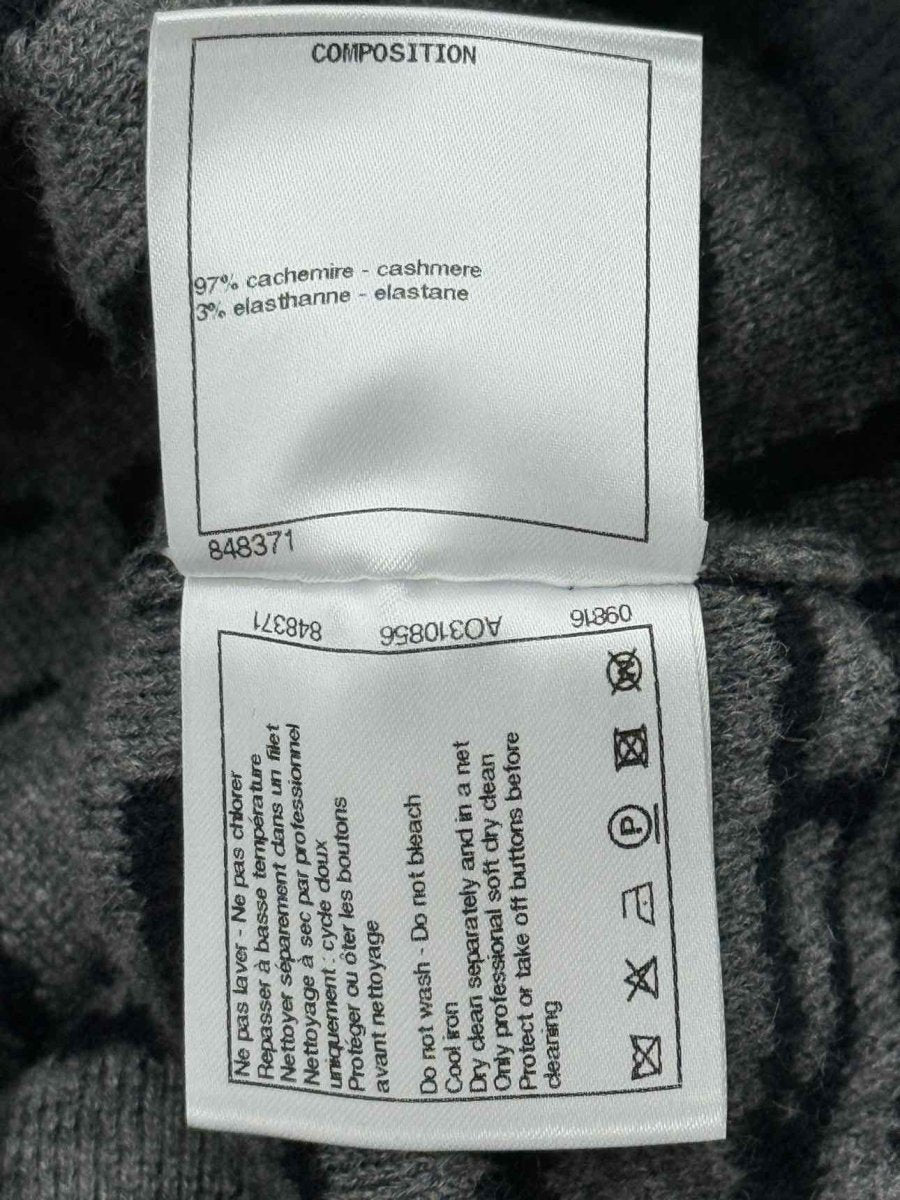 COMPOSITION
97% cachemire - cashmere
3% elasthanne - elastane
848371
848371
AO310856
09816
Ne pas laver - Ne pas chlorer
Repasser à basse température
Nettoyer séparement dans un filet
Nettoyage à sec par professionnel
uniquement : cycle doux
Protéger ou ôter les boutons
avant nettoyage
Do not wash - Do not bleach
Cool iron
Dry clean separately and in a net
Only professional soft dry clean
Protect or take off buttons before
cleaning
P